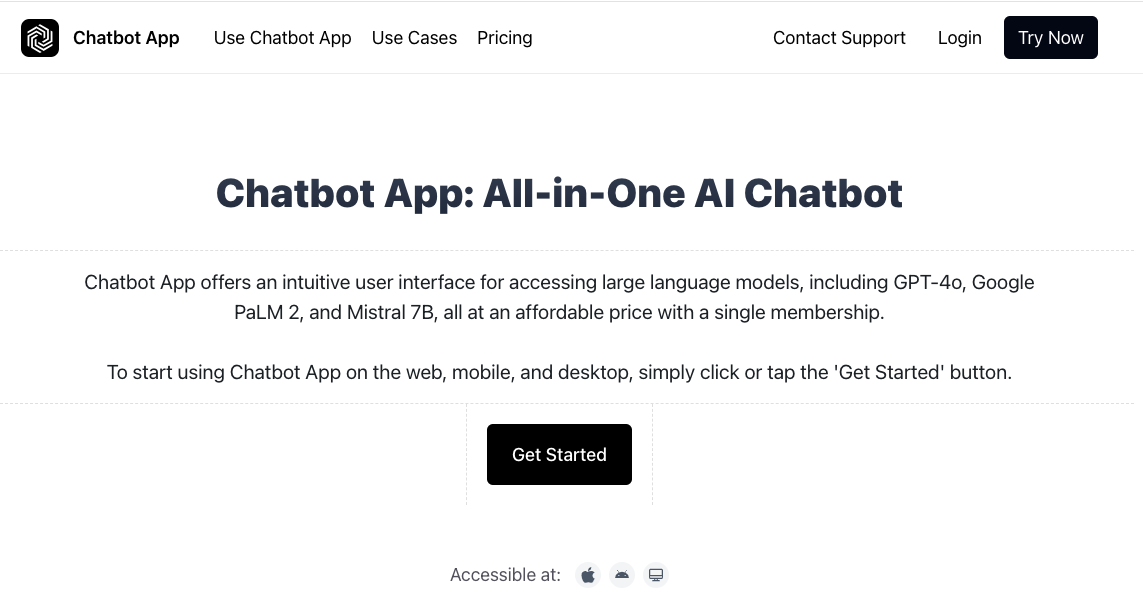 Chatbot App
Use Chatbot App
Use Cases
Pricing
Contact Support
Login
Try Now
Chatbot App: All-in-One AI Chatbot
Chatbot App offers an intuitive user interface for accessing large language models, including GPT-4o, Google
PaLM 2, and Mistral 7B, all at an affordable price with a single membership.
To start using Chatbot App on the web, mobile, and desktop, simply click or tap the 'Get Started' button.
Get Started
Accessible at: